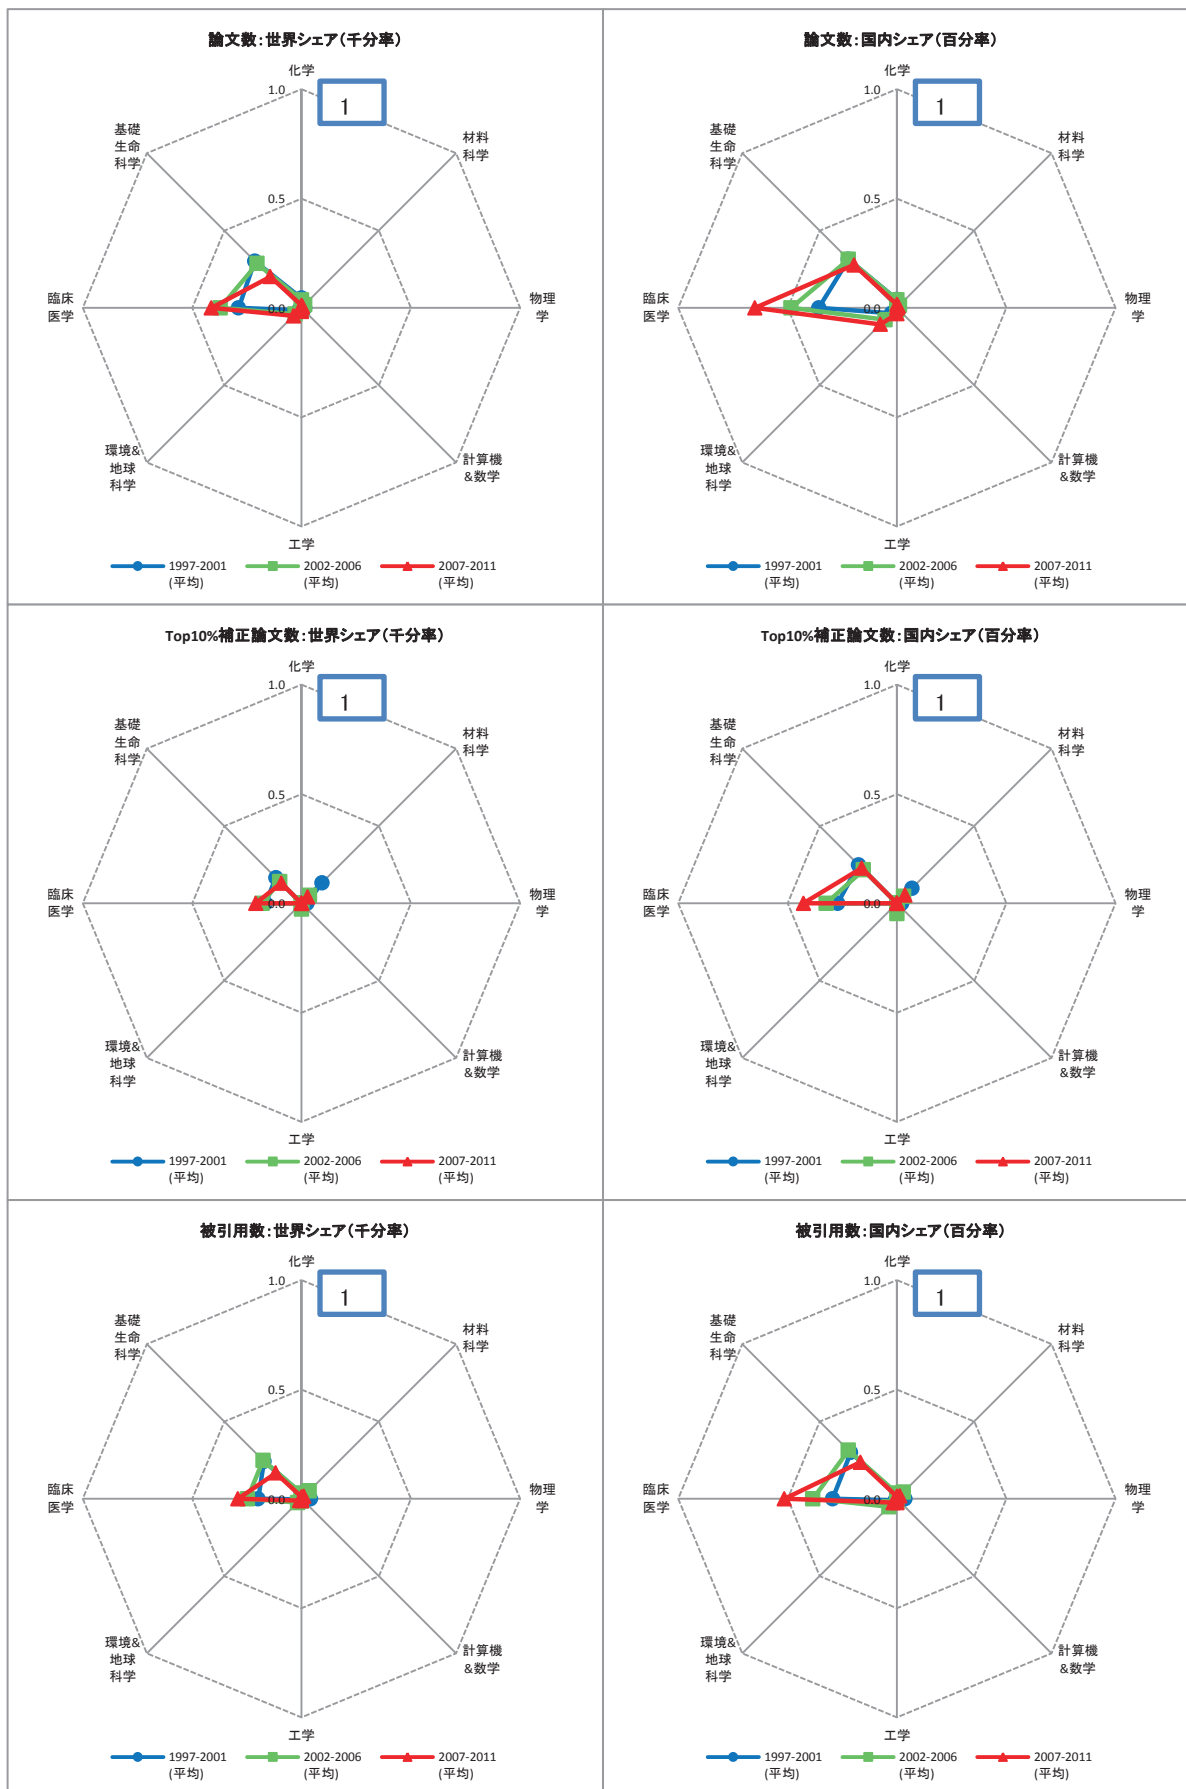 論文数：世界シェア（千分率）
化学
1.0
1
材料
科学
基礎
生命
科学
0.5
臨床
医学
0.0
物理
学
環境&
地球
科学
計算機
&数学
工学
1997-2001
(平均)
2002-2006
(平均)
2007-2011
(平均)
論文数：国内シェア（百分率）
化学
1.0
1
材料
科学
基礎
生命
科学
0.5
臨床
医学
0.0
物理
学
環境&
地球
科学
計算機
&数学
工学
1997-2001
(平均)
2002-2006
(平均)
2007-2011
(平均)
Top10%補正論文数：世界シェア（千分率）
化学
1.0
1
材料
科学
基礎
生命
科学
0.5
臨床
医学
0.0
物理
学
環境&
地球
科学
計算機
&数学
工学
1997-2001
(平均)
2002-2006
(平均)
2007-2011
(平均)
Top10%補正論文数：国内シェア（百分率）
化学
1.0
1
材料
科学
基礎
生命
科学
0.5
臨床
医学
0.0
物理
学
環境&
地球
科学
計算機
&数学
工学
1997-2001
(平均)
2002-2006
(平均)
2007-2011
(平均)
被引用数：世界シェア（千分率）
化学
1.0
1
材料
科学
基礎
生命
科学
0.5
臨床
医学
0.0
物理
学
環境&
地球
科学
計算機
&数学
工学
1997-2001
(平均)
2002-2006
(平均)
2007-2011
(平均)
被引用数：国内シェア（百分率）
化学
1.0
1
材料
科学
基礎
生命
科学
0.5
臨床
医学
0.0
物理
学
環境&
地球
科学
計算機
&数学
工学
1997-2001
(平均)
2002-2006
(平均)
2007-2011
(平均)